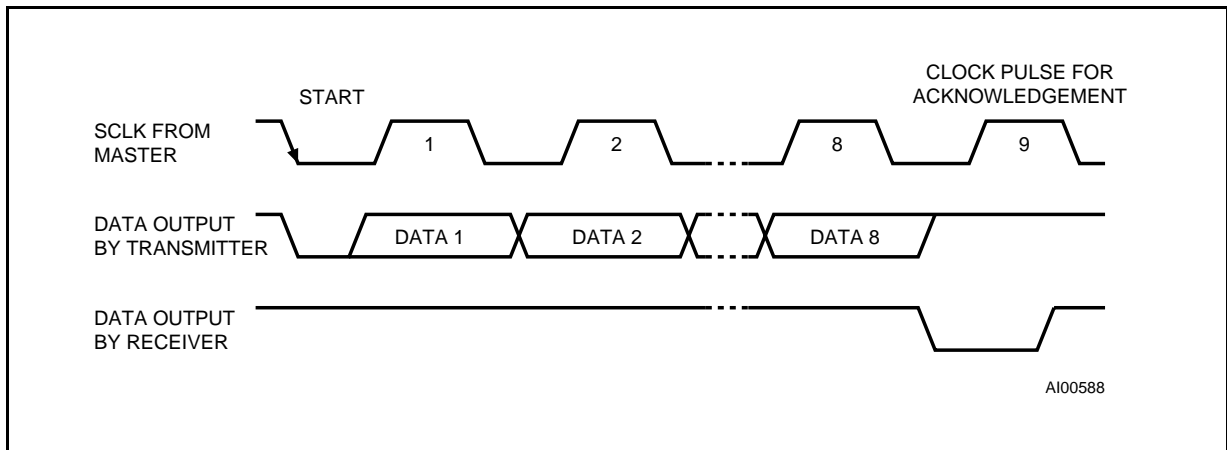 START
CLOCK PULSE FOR
ACKNOWLEDGEMENT
SCLK FROM
MASTER
1
2
8
9
DATA OUTPUT
BY TRANSMITTER
DATA 1
DATA 2
DATA 8
DATA OUTPUT
BY RECEIVER
AI00588